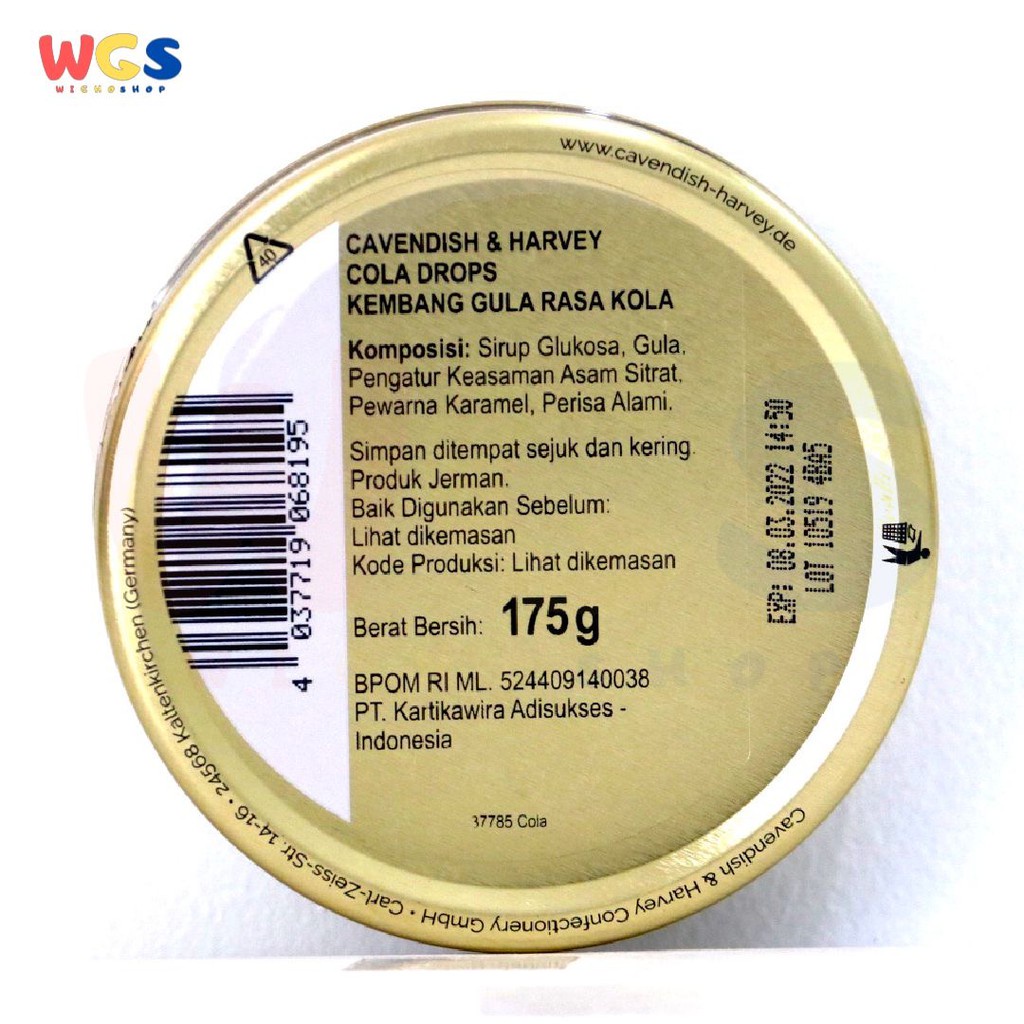 WGS
WICKOSHOP
www.cavendish-harvey.de
40
CAVENDISH & HARVEY
COLA DROPS
KEMBANG GULA RASA KOLA
Komposisi: Sirup Glukosa, Gula,
Pengatur Keasaman Asam Sitrat,
Pewarna Karamel, Perisa Alami.
Simpan ditempat sejuk dan kering.
Produk Jerman.
Baik Digunakan Sebelum:
Lihat dikemasan
Kode Produksi: Lihat dikemasan
Berat Bersih: 175g
BPOM RI ML. 524409140038
PT. Kartikawira Adisukses -
Indonesia
37785 Cola
4 037719 068195
EXP: 08.03.2022 14:50
LOT 10519 48A5
Cavendish & Harvey Confectionery GmbH • Carl-Zeiss-Str. 14-16 • 24568 Kaltenkirchen (Germany)